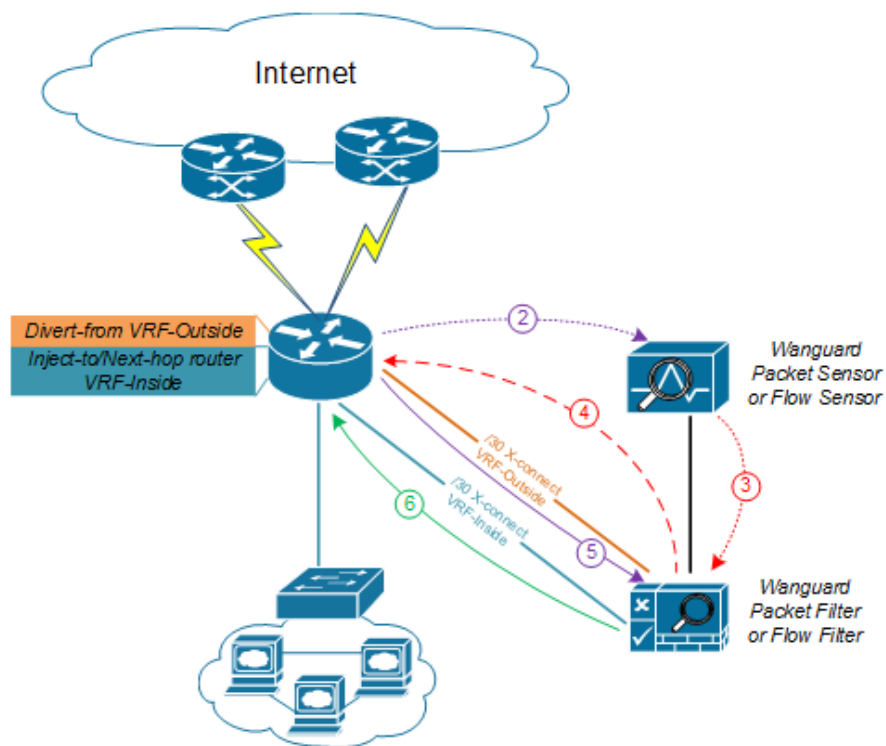 Internet
Divert-from VRF-Outside
Inject-to/Next-hop router
VRF-Inside
2
Wanguard
Packet Sensor
or Flow Sensor
4
3
/30 X-connect
VRF-Outside
/30 X-connect
VRF-Inside
6
5
Wanguard
Packet Filter
or Flow Filter